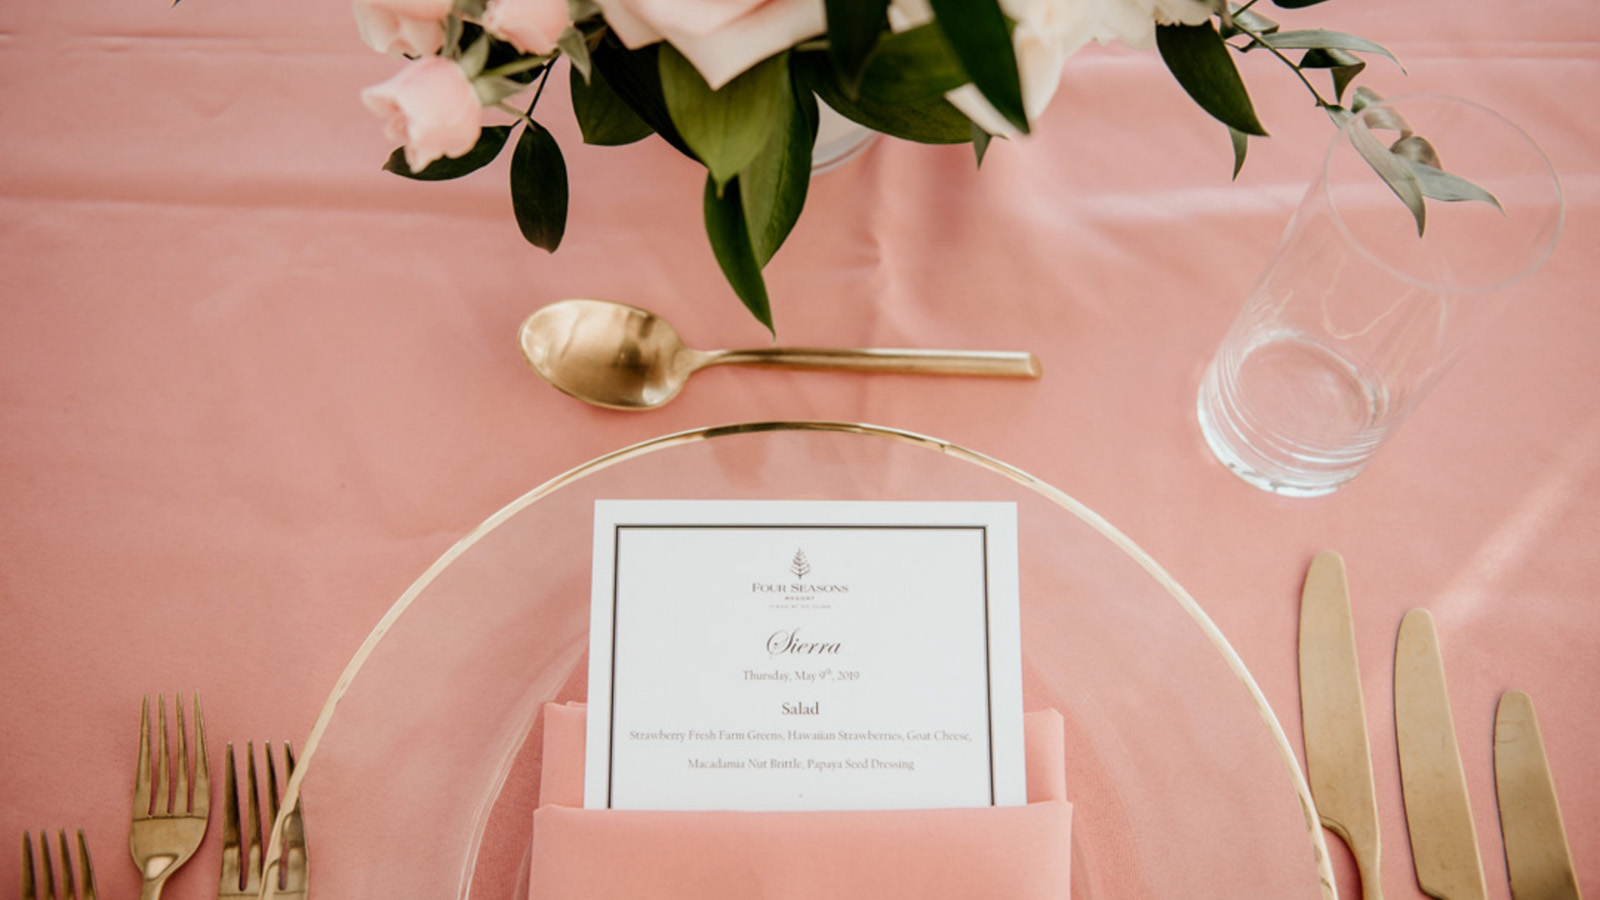 FOUR SEASONS
RESORT
Sierra
Thursday, May 9th, 2019
Salad
Strawberry Fresh Farm Greens, Hawaiian Strawberries, Goat Cheese,
Macadamia Nut Brittle, Papaya Seed Dressing